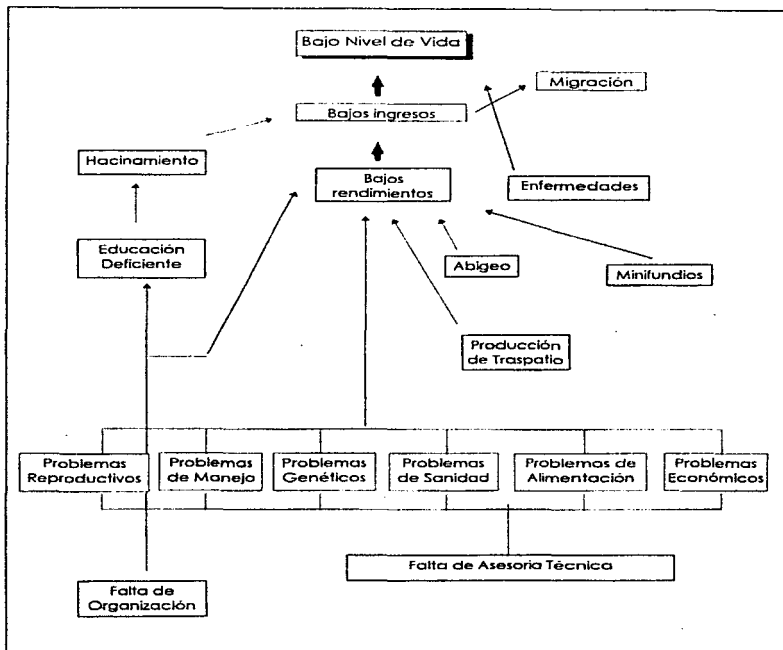 Bajo Nivel de Vida
Migración
Bajos ingresos
Hacinamiento
Bajos
rendimientos
Enfermedades
Educación
Deficiente
Abigeo
Minifundios
Producción
de Traspatio
Problemas
Reproductivos
Problemas
de Manejo
Problemas
Genéticos
Problemas
de Sanidad
Problemas de
Alimentación
Problemas
Económicos
Falta de Asesoria Técnica
Falta de
Organización